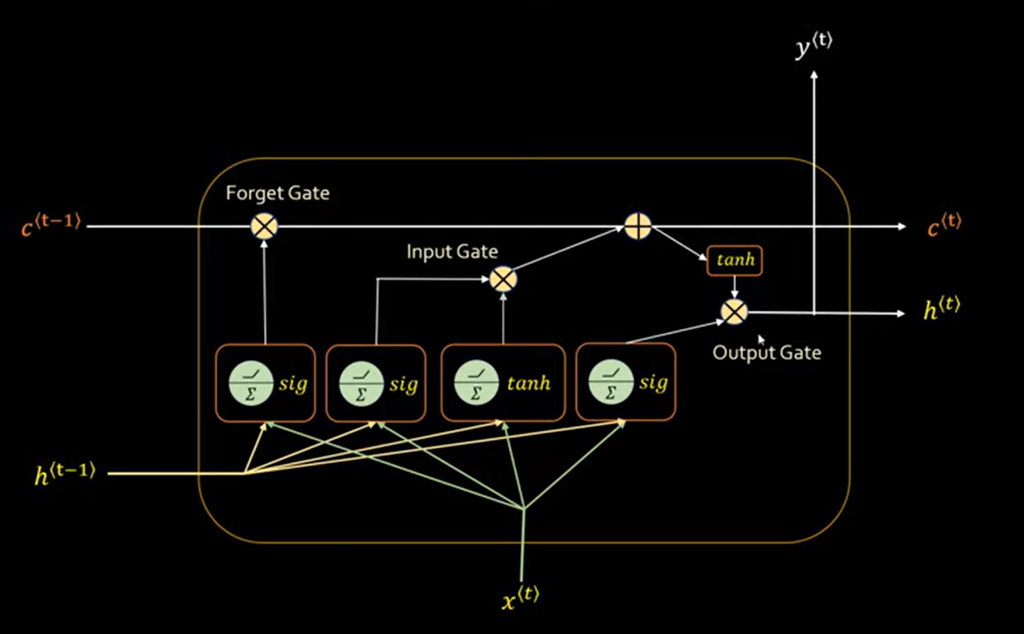 y⟨t⟩
Forget Gate
c⟨t-1⟩
c⟨t⟩
Input Gate
tanh
h⟨t⟩
Output Gate
Σ sig
Σ sig
Σ tanh
Σ sig
h⟨t-1⟩
x⟨t⟩